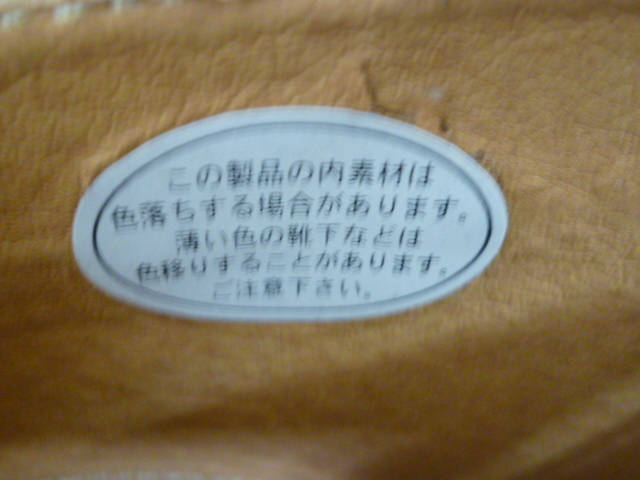 この製品の内素材は
色落ちする場合があります。
薄い色の靴下などは
色移りすることがあります。
ご注意下さい。